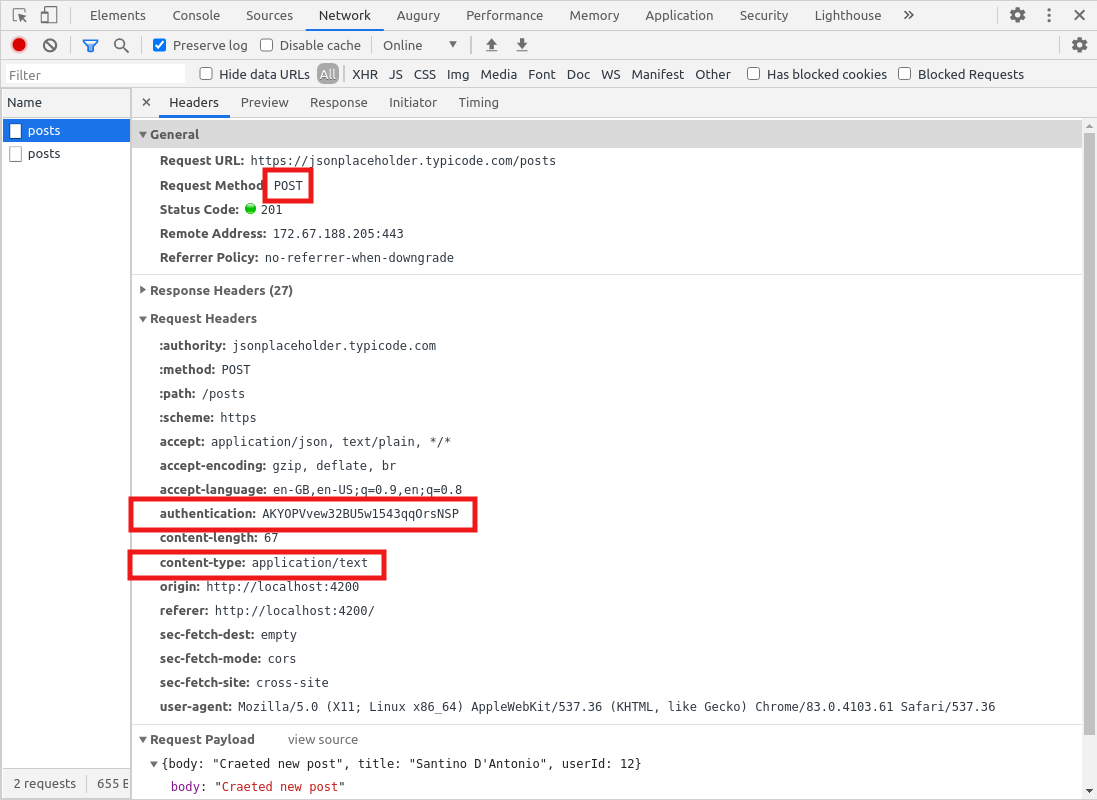 Elements Console Sources Network Augury Performance Memory Application Security Lighthouse »
Preserve log Disable cache Online
Filter Hide data URLs All XHR JS CSS Img Media Font Doc WS Manifest Other Has blocked cookies Blocked Requests
Name × Headers Preview Response Initiator Timing
posts
posts
General
Request URL: https://jsonplaceholder.typicode.com/posts
Request Method POST
Status Code: 201
Remote Address: 172.67.188.205:443
Referrer Policy: no-referrer-when-downgrade
Response Headers (27)
Request Headers
:authority: jsonplaceholder.typicode.com
:method: POST
:path: /posts
:scheme: https
accept: application/json, text/plain, */*
accept-encoding: gzip, deflate, br
accept-language: en-GB,en-US;q=0.9,en;q=0.8
authentication: AKYOPVvew32BU5w1543qqOrsNSP
content-length: 67
content-type: application/text
origin: http://localhost:4200
referer: http://localhost:4200/
sec-fetch-dest: empty
sec-fetch-mode: cors
sec-fetch-site: cross-site
user-agent: Mozilla/5.0 (X11; Linux x86_64) AppleWebKit/537.36 (KHTML, like Gecko) Chrome/83.0.4103.61 Safari/537.36
Request Payload view source
{body: "Craeted new post", title: "Santino D'Antonio", userId: 12}
body: "Craeted new post"
2 requests 655 B